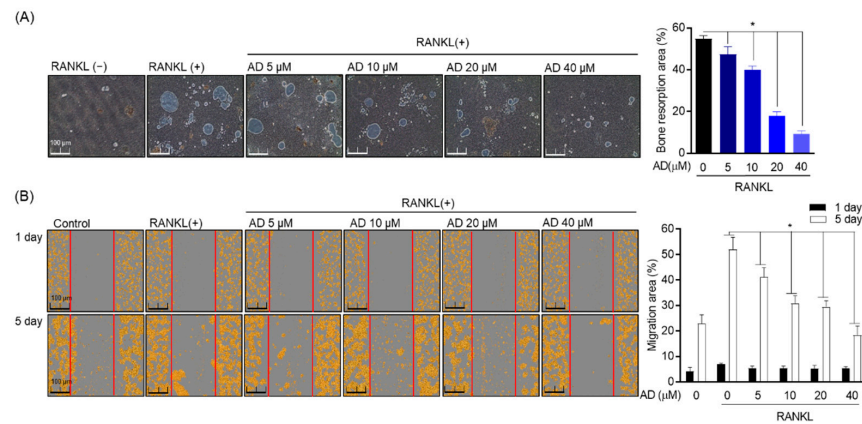 (A)
RANKL(+)
RANKL (−) RANKL (+) AD 5 µM AD 10 µM AD 20 µM AD 40 µM
100 µm
Bone resorption area (%)
60
40
20
0
*
AD(µM) 0 5 10 20 40
RANKL
(B)
RANKL(+)
Control RANKL(+) AD 5 µM AD 10 µM AD 20 µM AD 40 µM
1 day
100 µm
5 day
100 µm
1 day
5 day
Migration area (%)
60
50
40
30
20
10
0
*
AD (µM) 0 0 5 10 20 40
RANKL